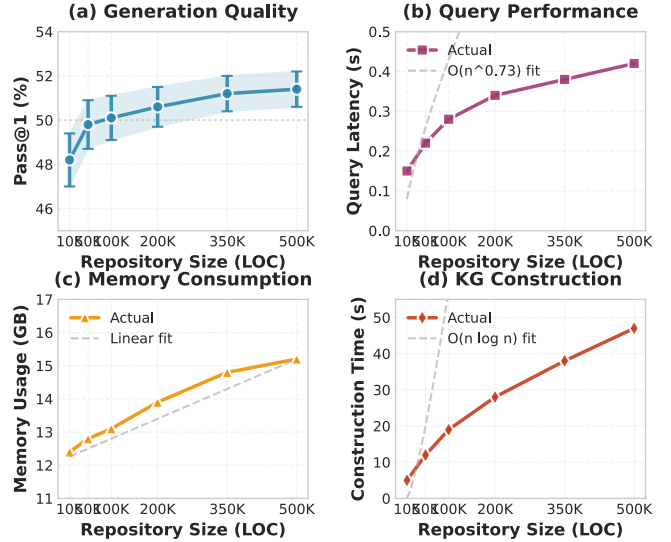 (a) Generation Quality
54
52
50
48
46
Pass@1 (%)
10K 50K 100K 200K 350K 500K
Repository Size (LOC)
(b) Query Performance
0.5
0.4
0.3
0.2
0.1
0.0
Query Latency (s)
Actual
O(n^0.73) fit
10K 50K 100K 200K 350K 500K
Repository Size (LOC)
(c) Memory Consumption
17
16
15
14
13
12
11
Memory Usage (GB)
Actual
Linear fit
10K 50K 100K 200K 350K 500K
Repository Size (LOC)
(d) KG Construction
50
40
30
20
10
0
Construction Time (s)
Actual
O(n log n) fit
10K 50K 100K 200K 350K 500K
Repository Size (LOC)